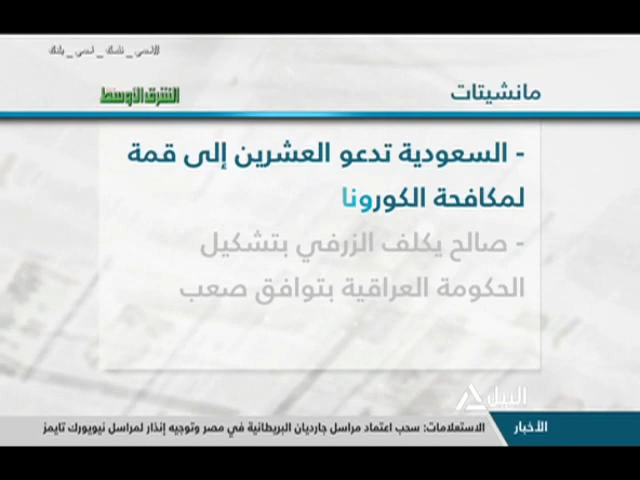 #احمي_نفسك_احمي_بلدك
مانشيتات
الشرق الأوسط
- السعودية تدعو العشرين إلى قمة
لمكافحة الكورونا
- صالح يكلف الزرفي بتشكيل
الحكومة العراقية بتوافق صعب
النيل
الأخبار
الاستعلامات: سحب اعتماد مراسل جارديان البريطانية في مصر وتوجيه إنذار لمراسل نيويورك تايمز